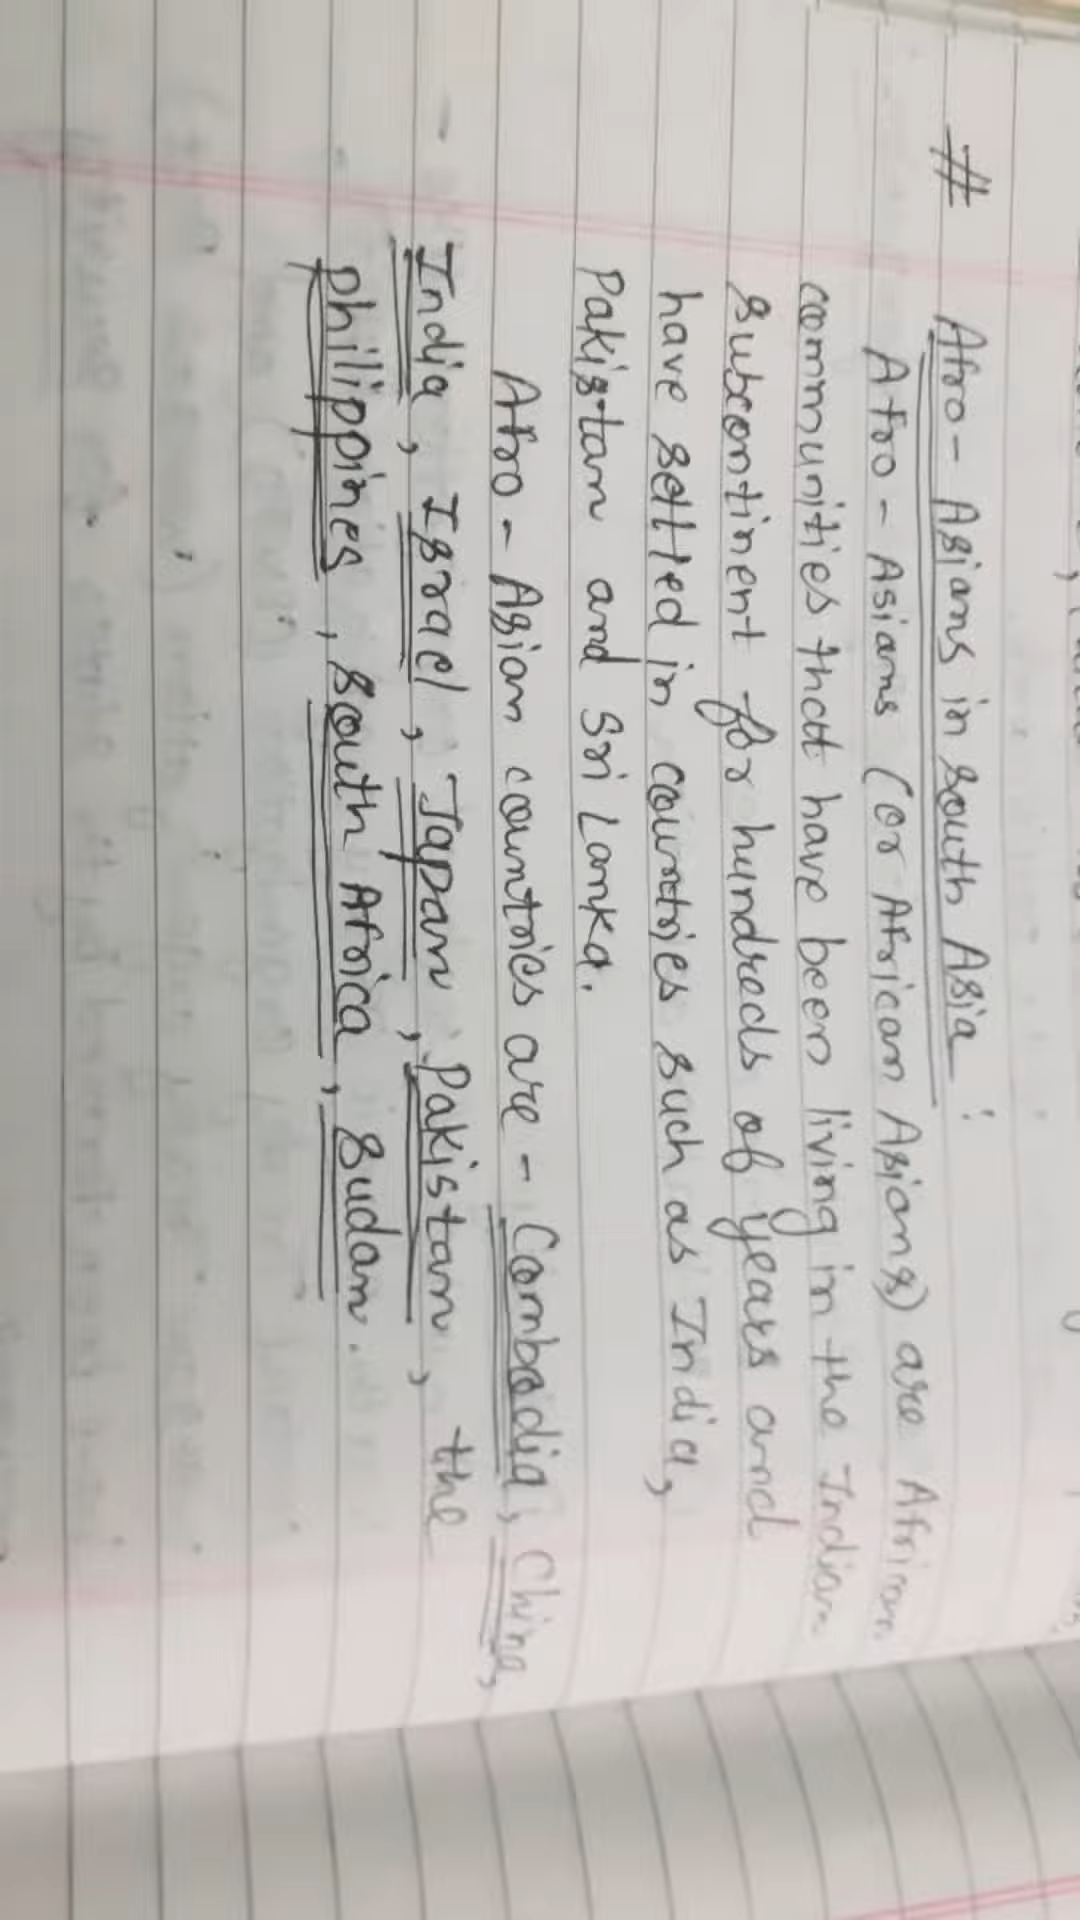 # Afro-Asians in South Asia :
Afro-Asians (or African Asians) are African
communities that have been living in the Indian
subcontinent for hundreds of years and
have settled in countries such as India,
Pakistan and Sri Lanka.
Afro-Asian countries are - Combodia, China,
- India, Israel, Japan, Pakistan, the
philippines, South Africa, Sudan.